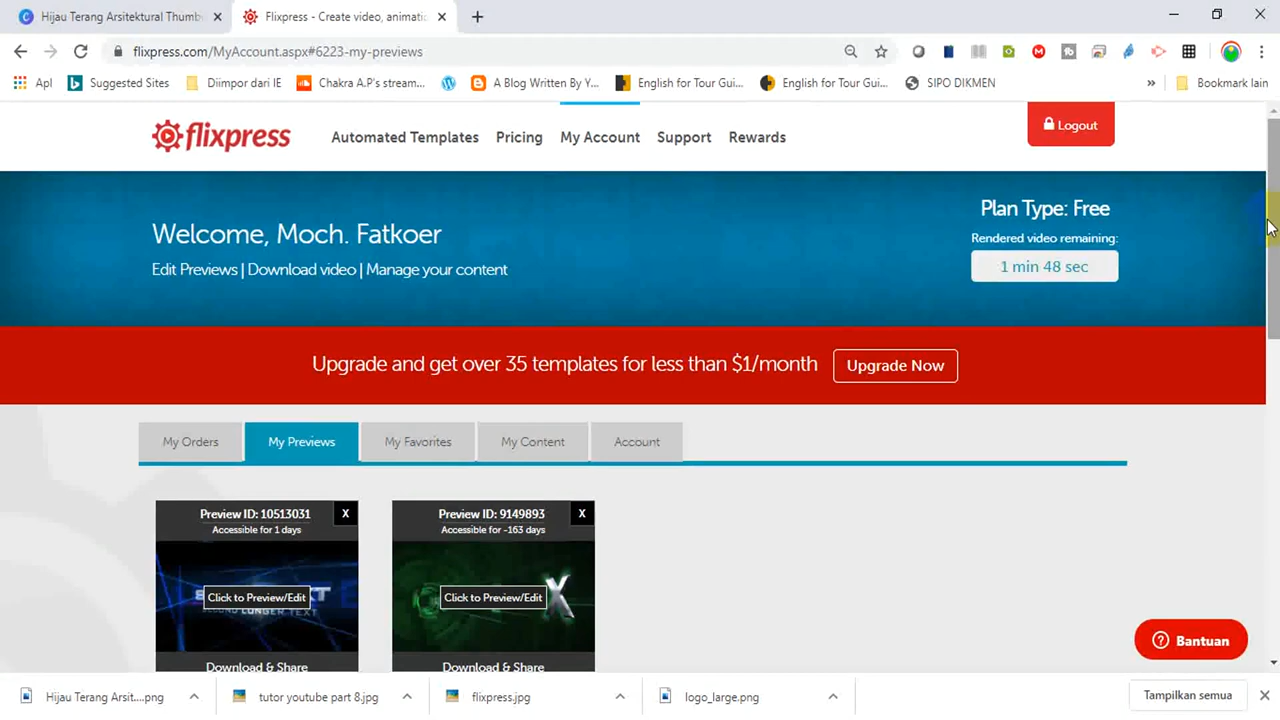 Hijau Terang Arsitektural Thumb
Flixpress - Create video, animati
flixpress.com/MyAccount.aspx#6223-my-previews
Apl
Suggested Sites
Diimpor dari IE
Chakra A.P's stream...
A Blog Written By Y...
English for Tour Gui...
English for Tour Gui...
SIPO DIKMEN
»
Bookmark lain
flixpress
Automated Templates
Pricing
My Account
Support
Rewards
Logout
Welcome, Moch. Fatkoer
Edit Previews | Download video | Manage your content
Plan Type: Free
Rendered video remaining:
1 min 48 sec
Upgrade and get over 35 templates for less than $1/month
Upgrade Now
My Orders
My Previews
My Favorites
My Content
Account
Preview ID: 10513031
X
Accessible for 1 days
Click to Preview/Edit
SECOND LONGER TEXT
Download & Share
Preview ID: 9149893
X
Accessible for -163 days
Click to Preview/Edit
X
Download & Share
Bantuan
Hijau Terang Arsit....png
tutor youtube part 8.jpg
flixpress.jpg
logo_large.png
Tampilkan semua